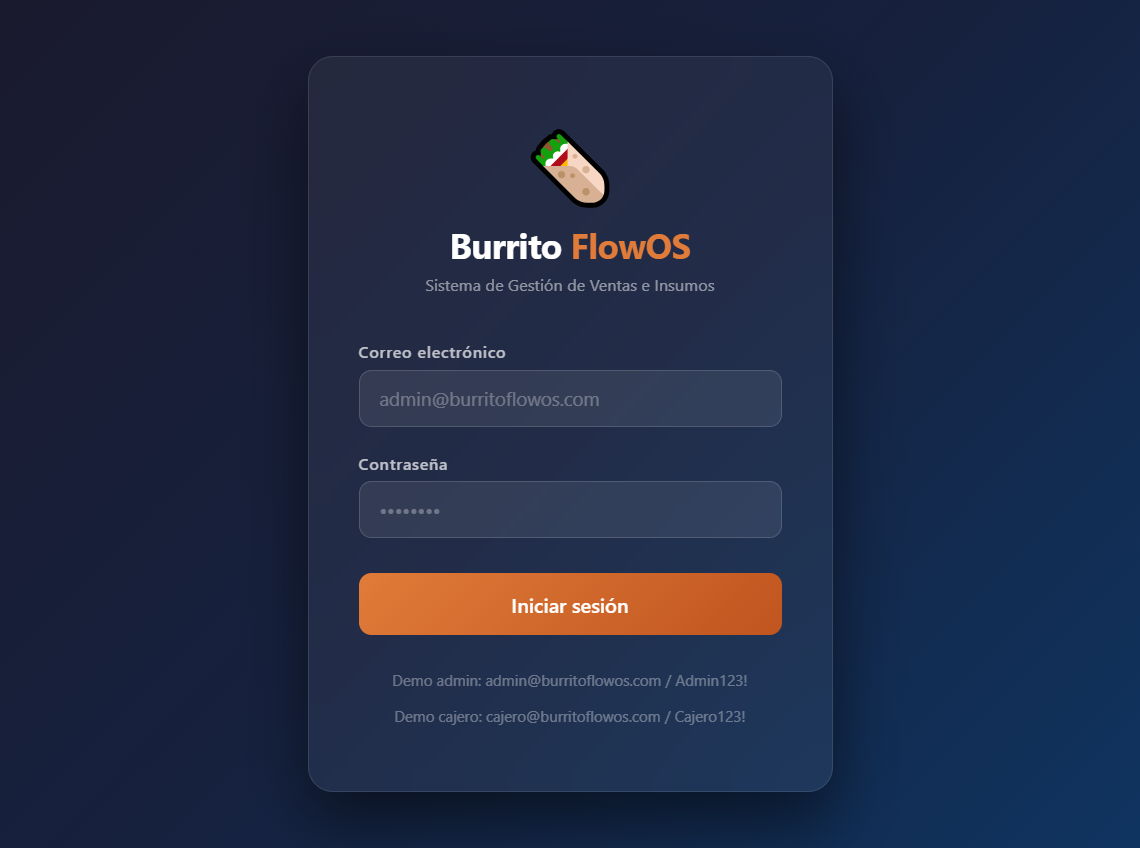 Burrito FlowOS
Sistema de Gestión de Ventas e Insumos
Correo electrónico
admin@burritoflowos.com
Contraseña
••••••••
Iniciar sesión
Demo admin: admin@burritoflowos.com / Admin123!
Demo cajero: cajero@burritoflowos.com / Cajero123!